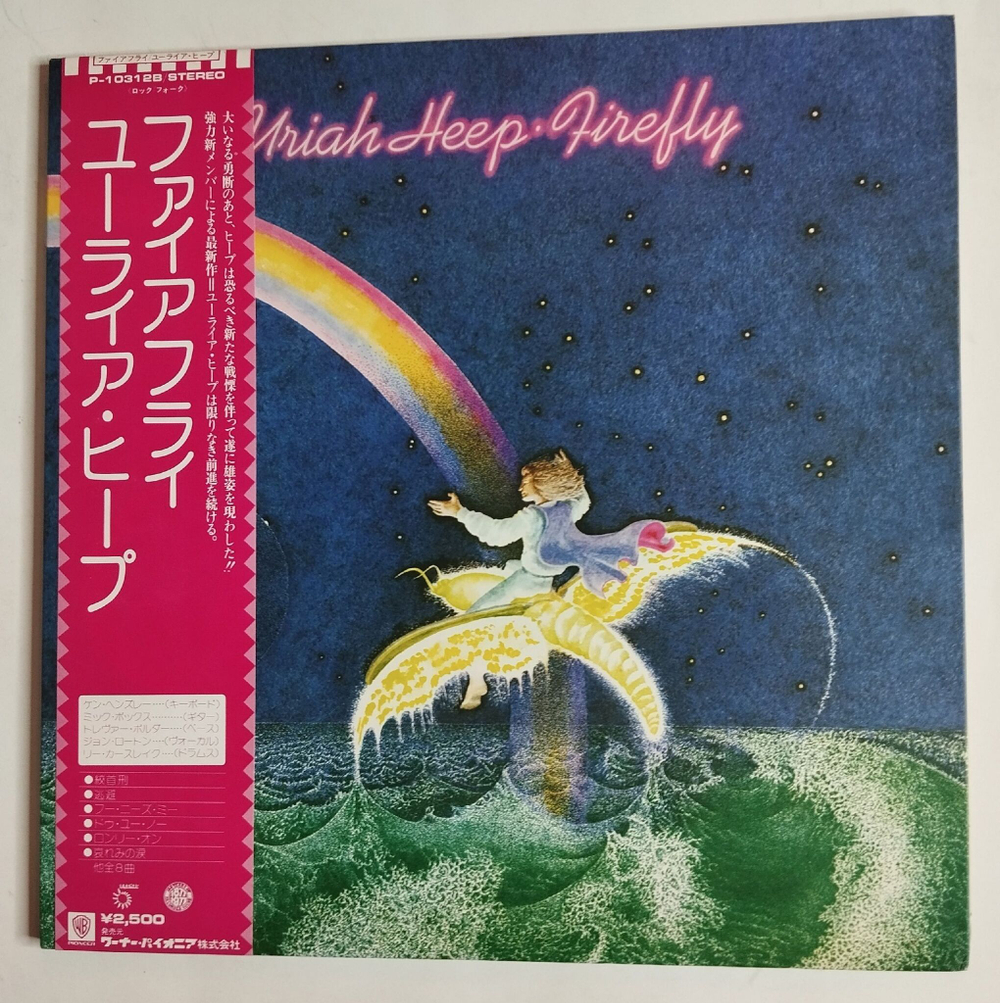 ファイアフライ/ユーライア・ヒープ
P-10312B/STEREO
(ロック フォーク)
Uriah Heep・Firefly
大いなる勇断のあと、ヒープは恐るべき新たな戦慄を伴って遂に雄姿を現わした!!
強力新メンバーによる最新作=ユーライア・ヒープは限りなき前進を続ける。
ファイアフライ
ユーライア・ヒープ
ケン・ヘンズレー‥‥(キーボード)
ミック・ボックス‥‥‥‥(ギター)
トレヴァー・ボルダー‥‥(ベース)
ジョン・ロートン‥‥(ヴォーカル)
リー・カースレイク‥‥(ドラムス)
●絞首刑
●逃避
●フー・ニーズ・ミー
●ドゥ・ユー・ノー
●ロンリー・オン
●哀れみの涙
他全8曲
¥2,500
発売元
WB
PIONEER
ワーナー・パイオニア株式会社